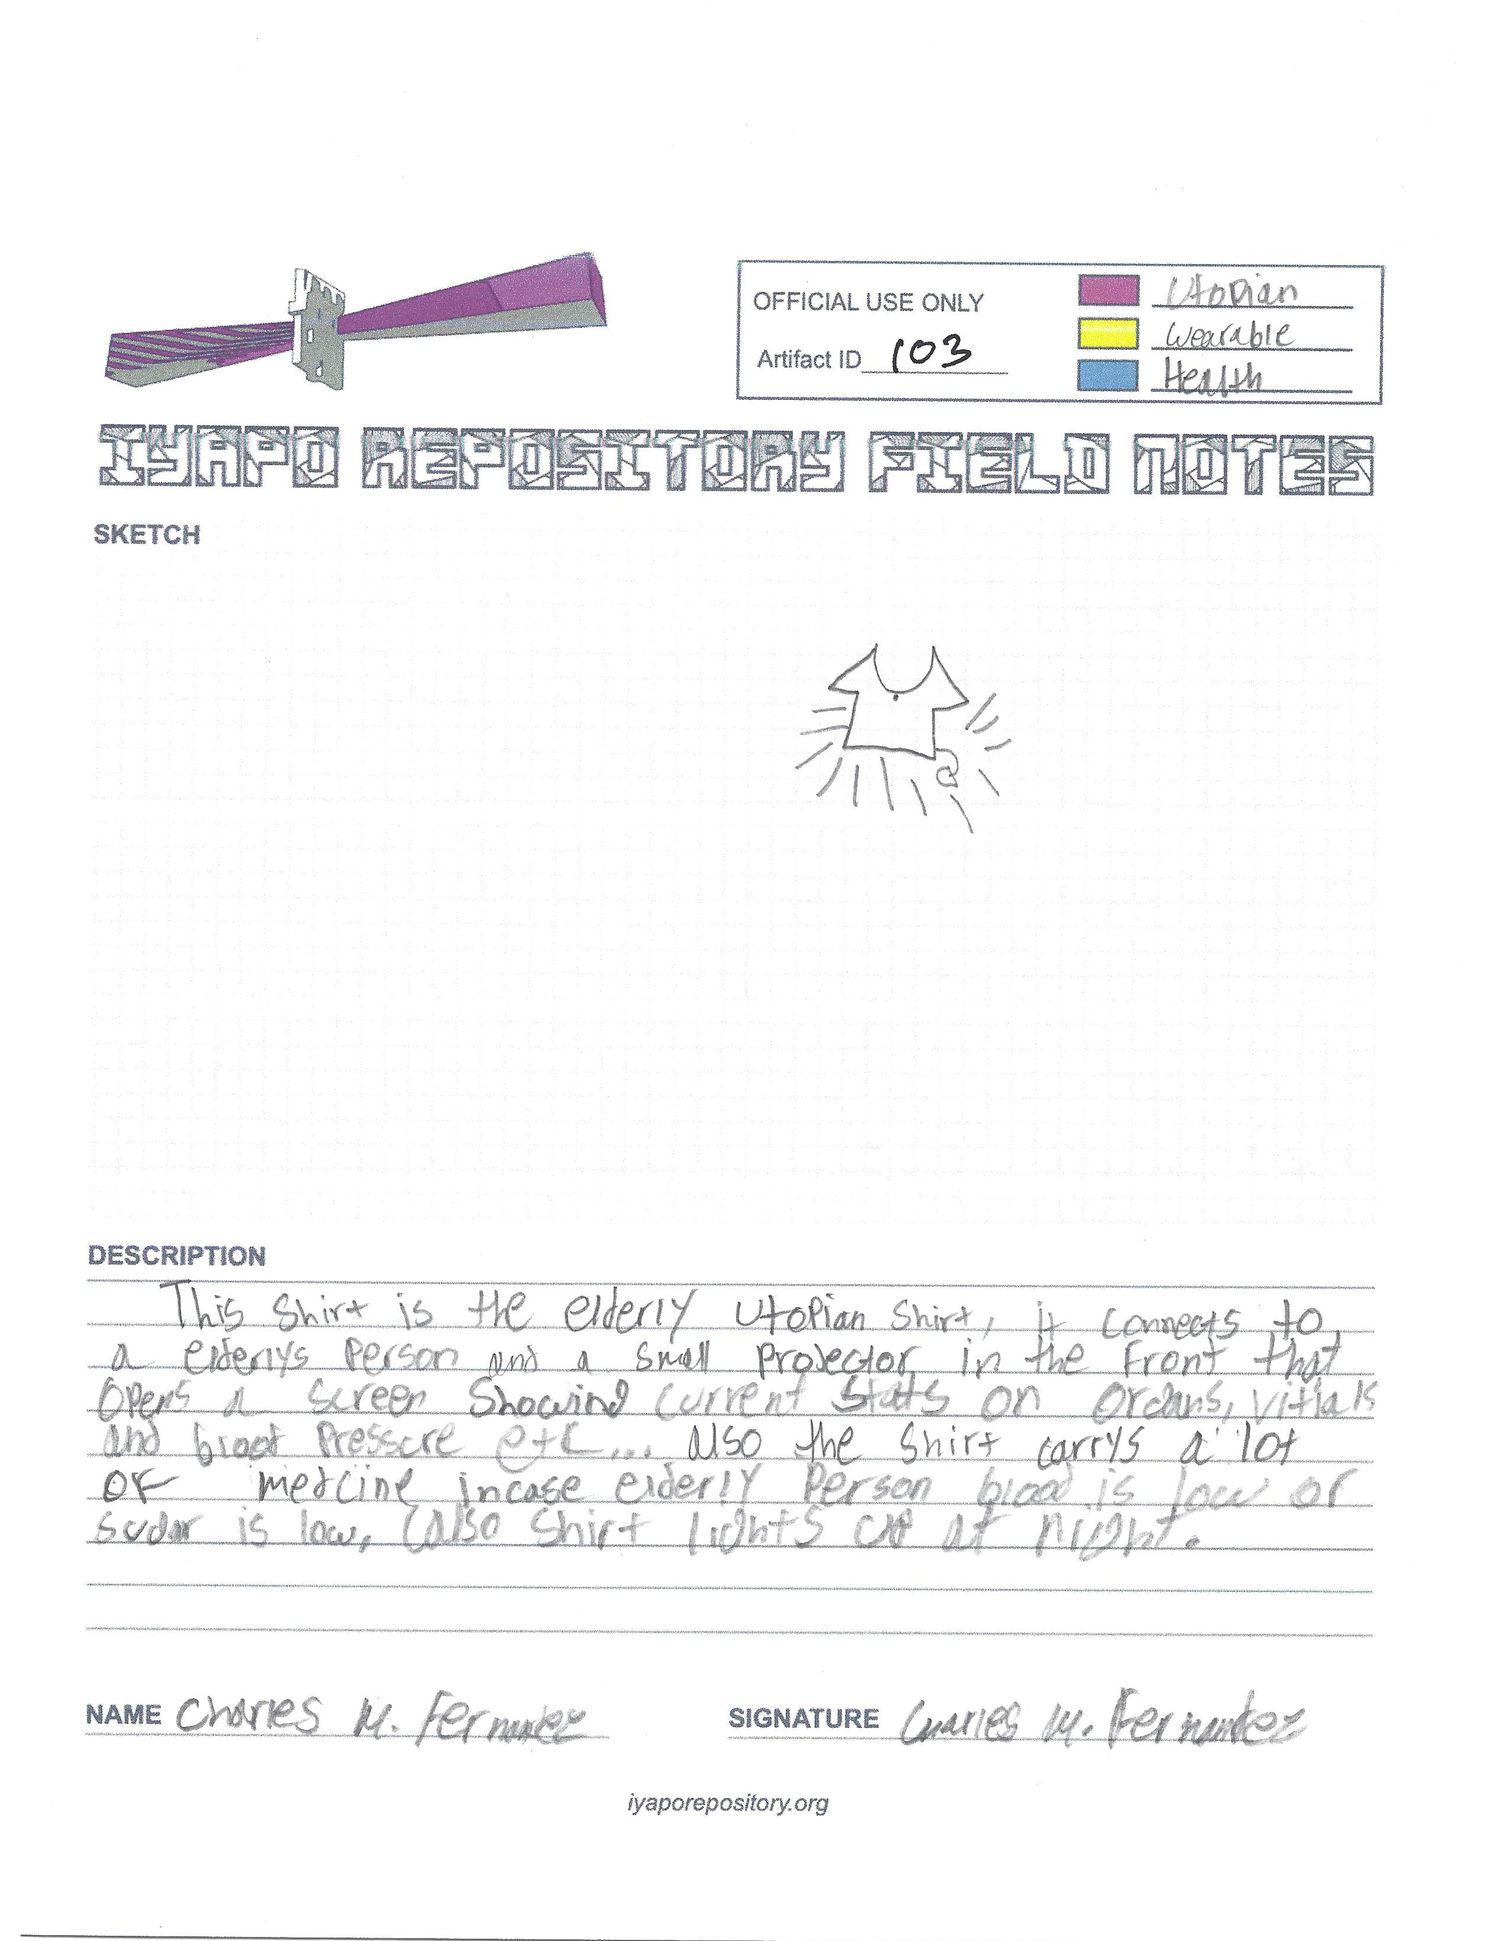 OFFICIAL USE ONLY
Artifact ID 103
Utopian
Wearable
Health
IYAPO REPOSITORY FIELD NOTES
SKETCH
DESCRIPTION
This shirt is the elderly Utopian shirt, it connects to
a elderlys person and a small projector in the front that
opens a screen showing current stats on organs, vitials
and blood pressure etc... also the shirt carrys a lot
of medcine incase elderly person blood is low or
sugar is low, (also shirt lights up at night.
NAME Charles M. Fernandez
SIGNATURE Charles M. Fernandez
iyaporepository.org